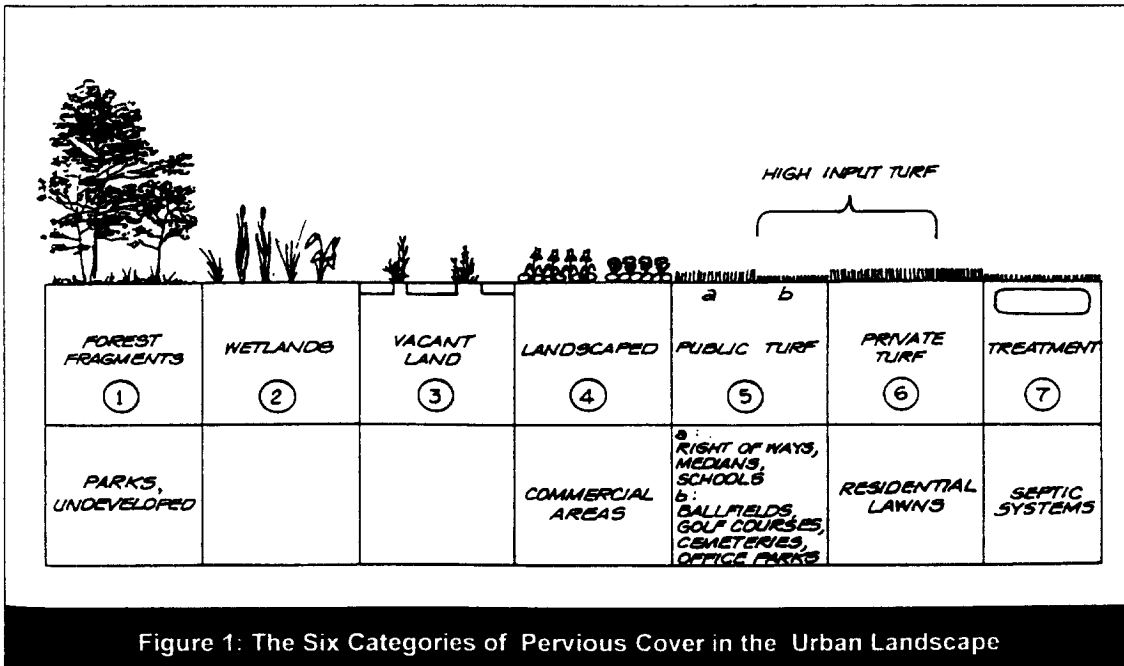 HIGH INPUT TURF
a b
FOREST
FRAGMENTS
1
WETLANDS
2
VACANT
LAND
3
LANDSCAPED
4
PUBLIC TURF
5
PRIVATE
TURF
6
TREATMENT
7
PARKS,
UNDEVELOPED
COMMERCIAL
AREAS
a:
RIGHT OF WAYS,
MEDIANS,
SCHOOLS
b:
BALLFIELDS,
GOLF COURSES,
CEMETERIES,
OFFICE PARKS
RESIDENTIAL
LAWNS
SEPTIC
SYSTEMS
Figure 1: The Six Categories of Pervious Cover in the Urban Landscape